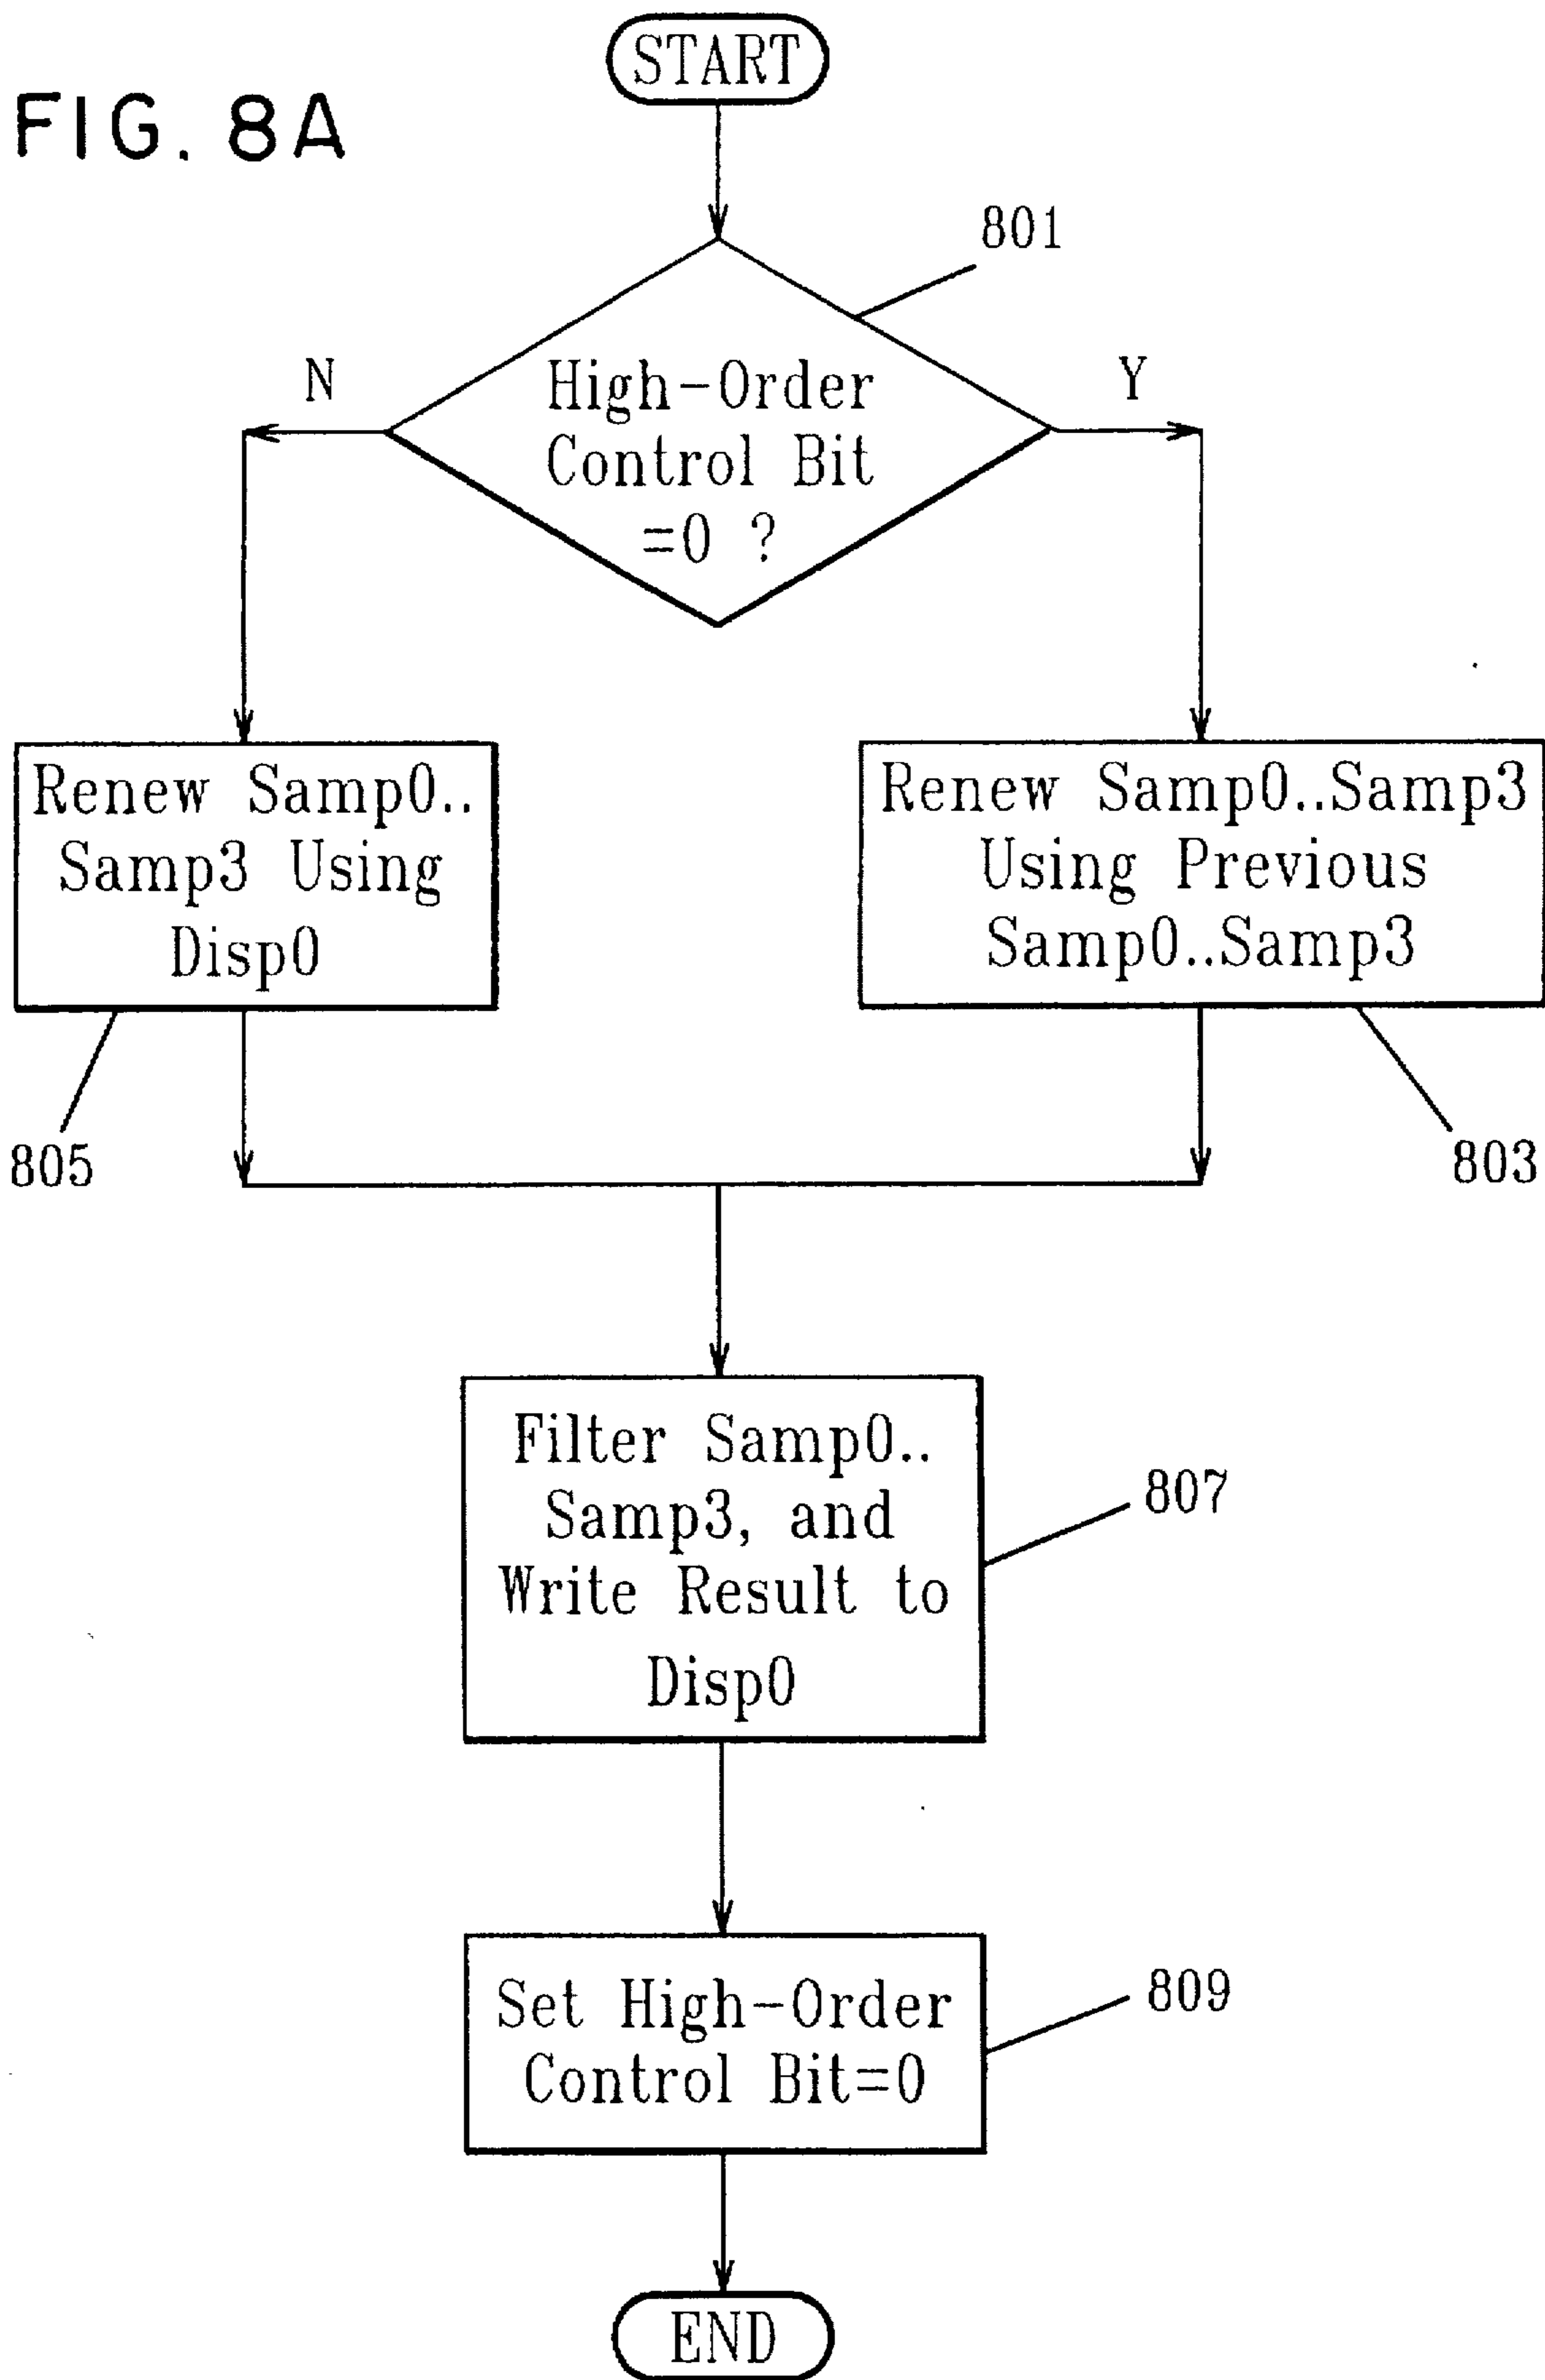 FIG. 8A
START
801
N
Y
High-Order
Control Bit
=0 ?
Renew Samp0..
Samp3 Using
Disp0
Renew Samp0..Samp3
Using Previous
Samp0..Samp3
805
803
Filter Samp0..
Samp3, and
Write Result to
Disp0
807
Set High-Order
Control Bit=0
809
END